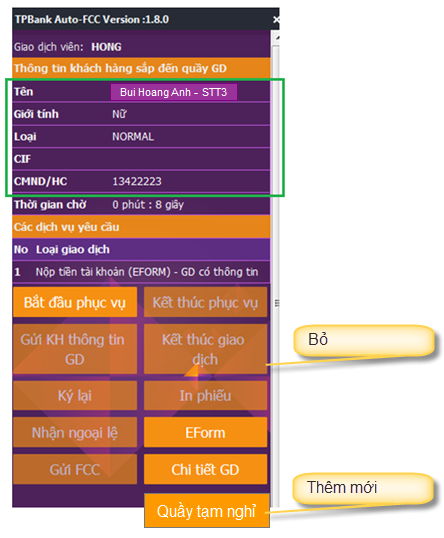 TPBank Auto-FCC Version :1.8.0
Giao dịch viên: HONG
Thông tin khách hàng sắp đến quầy GD
Tên Bui Hoang Anh – STT3
Giới tính Nữ
Loại NORMAL
CIF
CMND/HC 13422223
Thời gian chờ 0 phút : 8 giây
Các dịch vụ yêu cầu
No Loại giao dịch
1 Nộp tiền tài khoản (EFORM) - GD có thông tin
Bắt đầu phục vụ Kết thúc phục vụ
Gửi KH thông tin GD
Kết thúc giao dịch
Bỏ
Ký lại In phiếu
Nhận ngoại lệ EForm
Gửi FCC Chi tiết GD
Thêm mới
Quầy tạm nghỉ